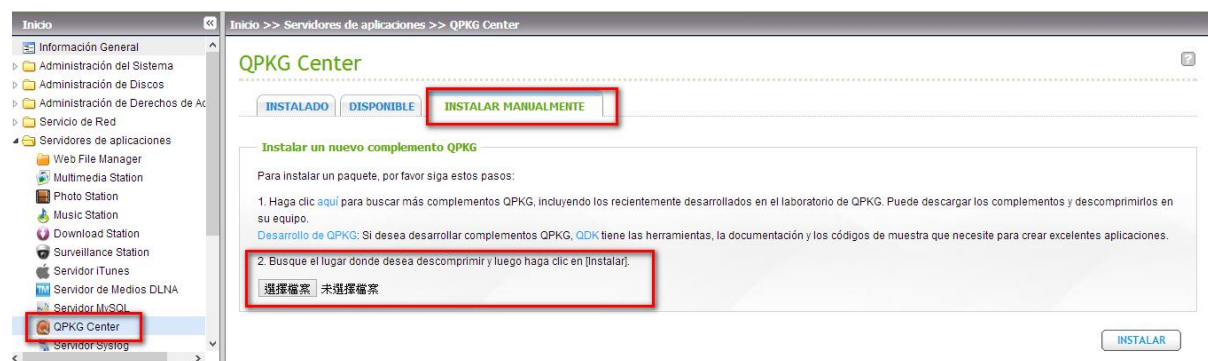 Inicio
Información General
Administración del Sistema
Administración de Discos
Administración de Derechos de Ac
Servicio de Red
Servidores de aplicaciones
Web File Manager
Multimedia Station
Photo Station
Music Station
Download Station
Surveillance Station
Servidor iTunes
Servidor de Medios DLNA
Servidor MySQL
QPKG Center
Servidor Syslog
Inicio >> Servidores de aplicaciones >> QPKG Center
QPKG Center
INSTALADO DISPONIBLE INSTALAR MANUALMENTE
Instalar un nuevo complemento QPKG
Para instalar un paquete, por favor siga estos pasos:
1. Haga clic aquí para buscar más complementos QPKG, incluyendo los recientemente desarrollados en el laboratorio de QPKG. Puede descargar los complementos y descomprimirlos en
su equipo.
Desarrollo de QPKG: Si desea desarrollar complementos QPKG, QDK tiene las herramientas, la documentación y los códigos de muestra que necesite para crear excelentes aplicaciones.
2. Busque el lugar donde desea descomprimir y luego haga clic en [Instalar].
選擇檔案 未選擇檔案
INSTALAR